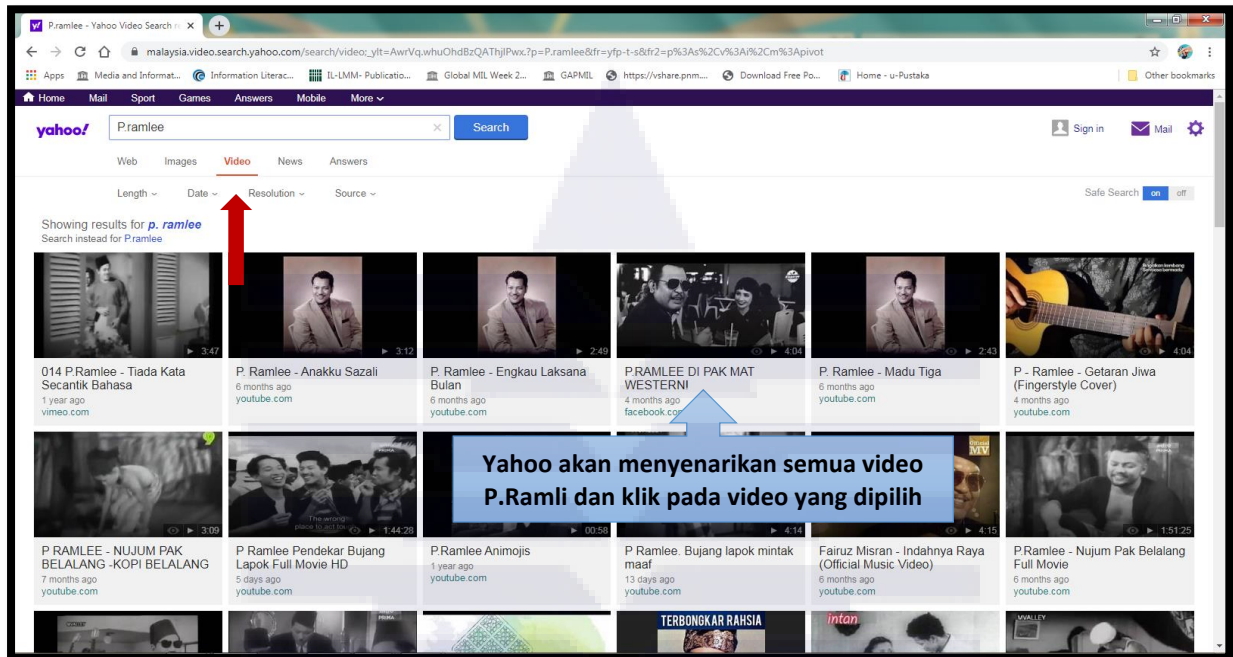 P.ramlee - Yahoo Video Search re
malaysia.video.search.yahoo.com/search/video:_ylt=AwrVq.whuOhdBzQAThjlPwx.?p=P.ramlee&fr=yfp-t-s&fr2=p%3As%2Cv%3Ai%2Cm%3Apivot
Apps Media and Informat... Information Literac... IL-LMM- Publicatio... Global MIL Week 2... GAPMIL https://vshare.pnm.... Download Free Po... Home - u-Pustaka Other bookmarks
Home Mail Sport Games Answers Mobile More
yahoo! P.ramlee Search Sign in Mail
Web Images Video News Answers
Length Date Resolution Source Safe Search on off
Showing results for p. ramlee
Search instead for P.ramlee
3:47 3:12 2:49 4:04 2:43 4:04
014 P.Ramlee - Tiada Kata
Secantik Bahasa
1 year ago
vimeo.com
P. Ramlee - Anakku Sazali
6 months ago
youtube.com
P. Ramlee - Engkau Laksana
Bulan
6 months ago
youtube.com
P.RAMLEE DI PAK MAT
WESTERN!
4 months ago
facebook.com
P. Ramlee - Madu Tiga
6 months ago
youtube.com
P - Ramlee - Getaran Jiwa
(Fingerstyle Cover)
4 months ago
youtube.com
Yahoo akan menyenarikan semua video
P.Ramli dan klik pada video yang dipilih
The wrong
place to act tou
Official
MV
3:09 1:44:28 00:58 4:14 4:15 1:51:25
P RAMLEE - NUJUM PAK
BELALANG -KOPI BELALANG
7 months ago
youtube.com
P Ramlee Pendekar Bujang
Lapok Full Movie HD
5 days ago
youtube.com
P.Ramlee Animojis
1 year ago
youtube.com
P Ramlee. Bujang lapok mintak
maaf
13 days ago
youtube.com
Fairuz Misran - Indahnya Raya
(Official Music Video)
6 months ago
youtube.com
P.Ramlee - Nujum Pak Belalang
Full Movie
6 months ago
youtube.com
TERBONGKAR RAHSIA
intan
MVALLEY